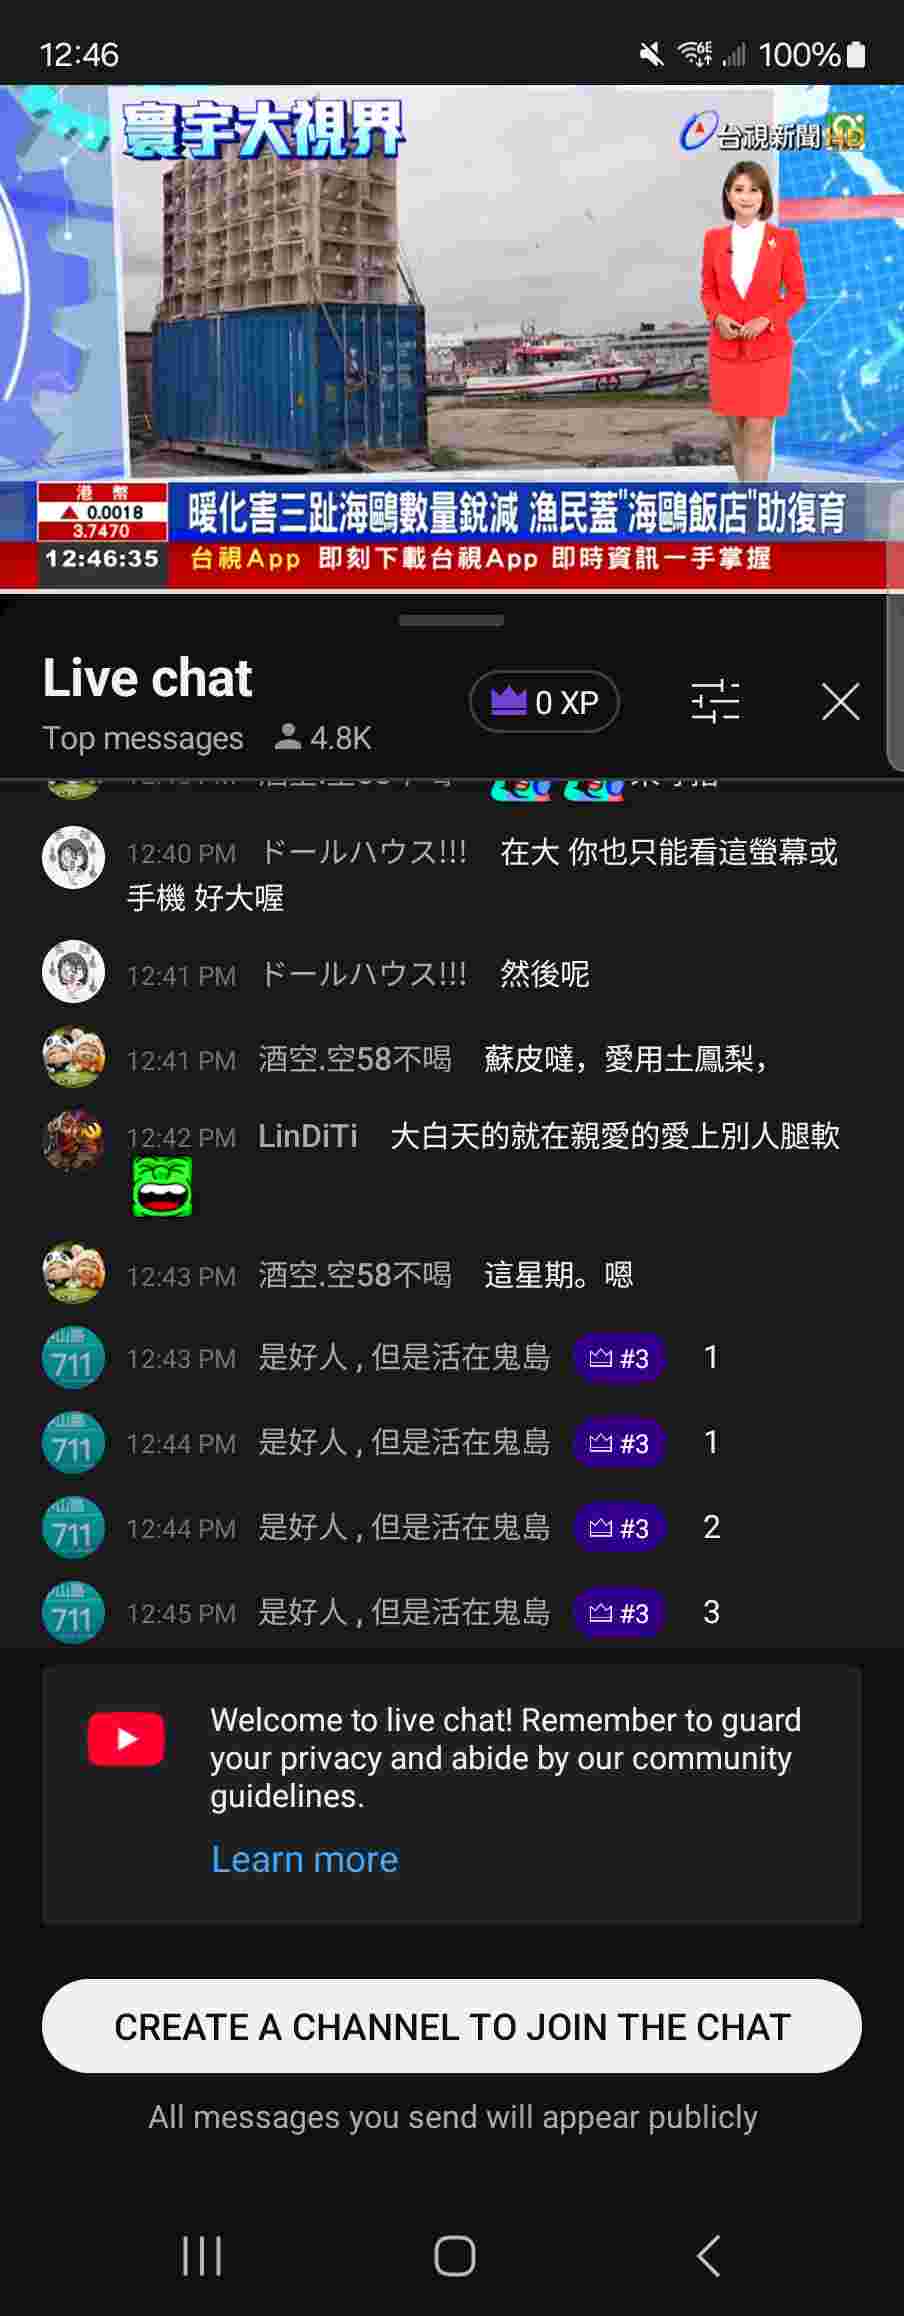 12:46
6E
100%
寰宇大視界
台視新聞 HD
港幣
▲ 0.0018
3.7470
暖化害三趾海鷗數量銳減 漁民蓋"海鷗飯店"助復育
12:46:35
台視App 即刻下載台視App 即時資訊一手掌握
Live chat
0 XP
Top messages 4.8K
12:40 PM ドールハウス!!! 在大 你也只能看這螢幕或
手機 好大喔
12:41 PM ドールハウス!!! 然後呢
12:41 PM 酒空.空58不喝 蘇皮噠，愛用土鳳梨，
12:42 PM LinDiTi 大白天的就在親愛的愛上別人腿軟
12:43 PM 酒空.空58不喝 這星期。嗯
711 12:43 PM 是好人 , 但是活在鬼島 #3 1
711 12:44 PM 是好人 , 但是活在鬼島 #3 1
711 12:44 PM 是好人 , 但是活在鬼島 #3 2
711 12:45 PM 是好人 , 但是活在鬼島 #3 3
Welcome to live chat! Remember to guard
your privacy and abide by our community
guidelines.
Learn more
CREATE A CHANNEL TO JOIN THE CHAT
All messages you send will appear publicly